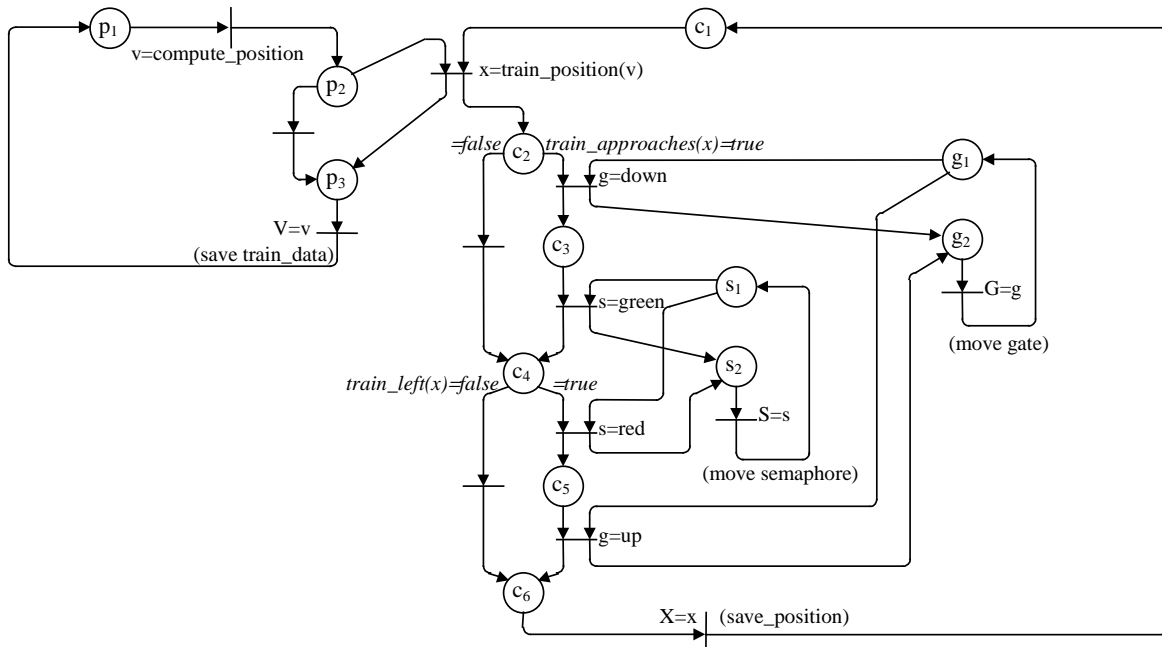 p1
c1
v=compute_position
x=train_position(v)
p2
=false
c2
train_approaches(x)=true
g1
p3
g=down
V=v
(save train_data)
c3
g2
s1
G=g
s=green
(move gate)
s2
c4
train_left(x)=false
=true
S=s
s=red
(move semaphore)
c5
g=up
c6
X=x
(save_position)